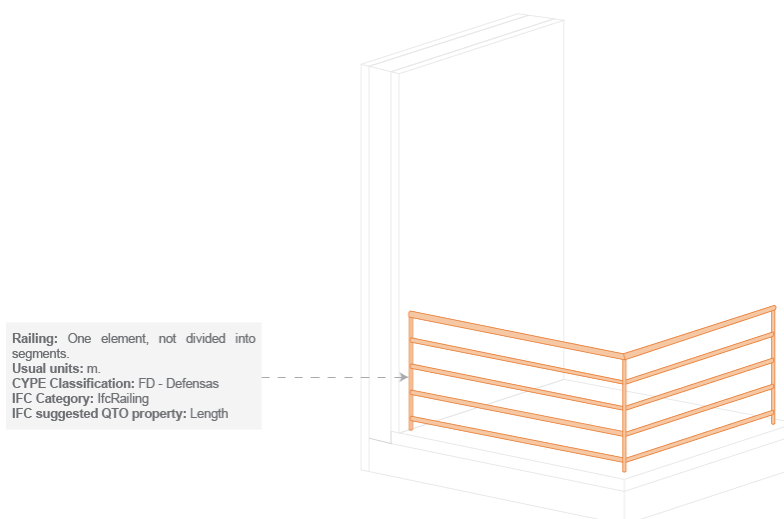 Railing: One element, not divided into
segments.
Usual units: m.
CYPE Classification: FD - Defensas
IFC Category: IfcRailing
IFC suggested QTO property: Length